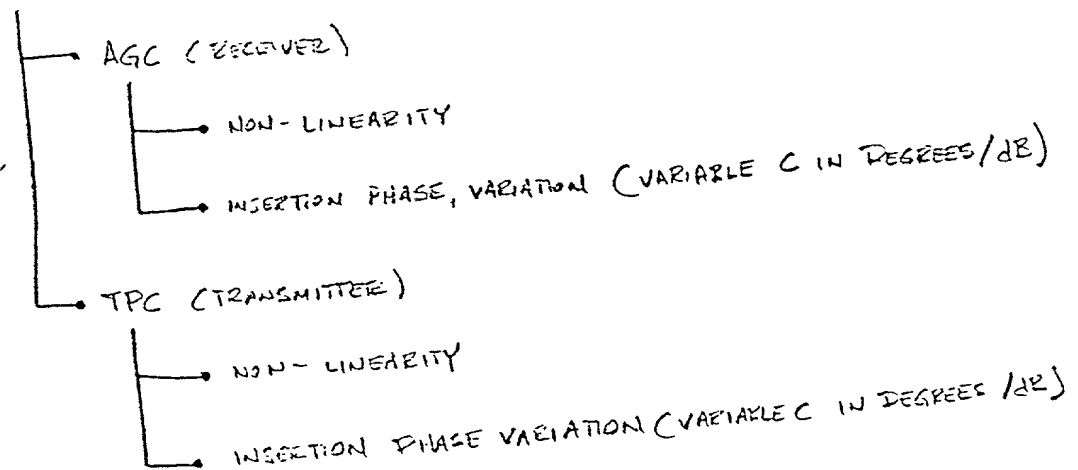 AGC (RECEIVER)
NON-LINEARITY
INSERTION PHASE, VARIATION (VARIABLE C IN DEGREES/dB)
TPC (TRANSMITTER)
NON-LINEARITY
INSERTION PHASE VARIATION (VARIABLE C IN DEGREES /dB)